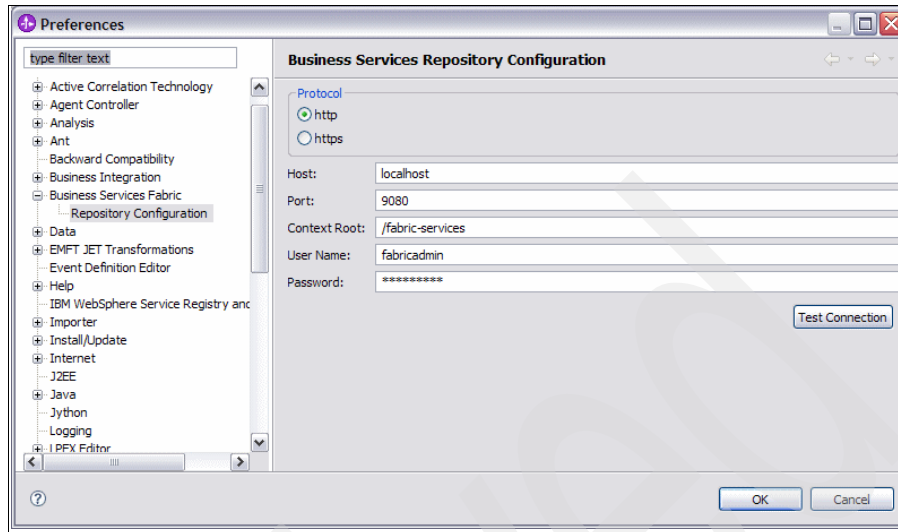 Preferences
type filter text
Active Correlation Technology
Agent Controller
Analysis
Ant
Backward Compatibility
Business Integration
Business Services Fabric
Repository Configuration
Data
EMFT JET Transformations
Event Definition Editor
Help
IBM WebSphere Service Registry and
Importer
Install/Update
Internet
J2EE
Java
Jython
Logging
LPEX Editor
Business Services Repository Configuration
Protocol
http
https
Host: localhost
Port: 9080
Context Root: /fabric-services
User Name: fabricadmin
Password: *********
Test Connection
OK Cancel